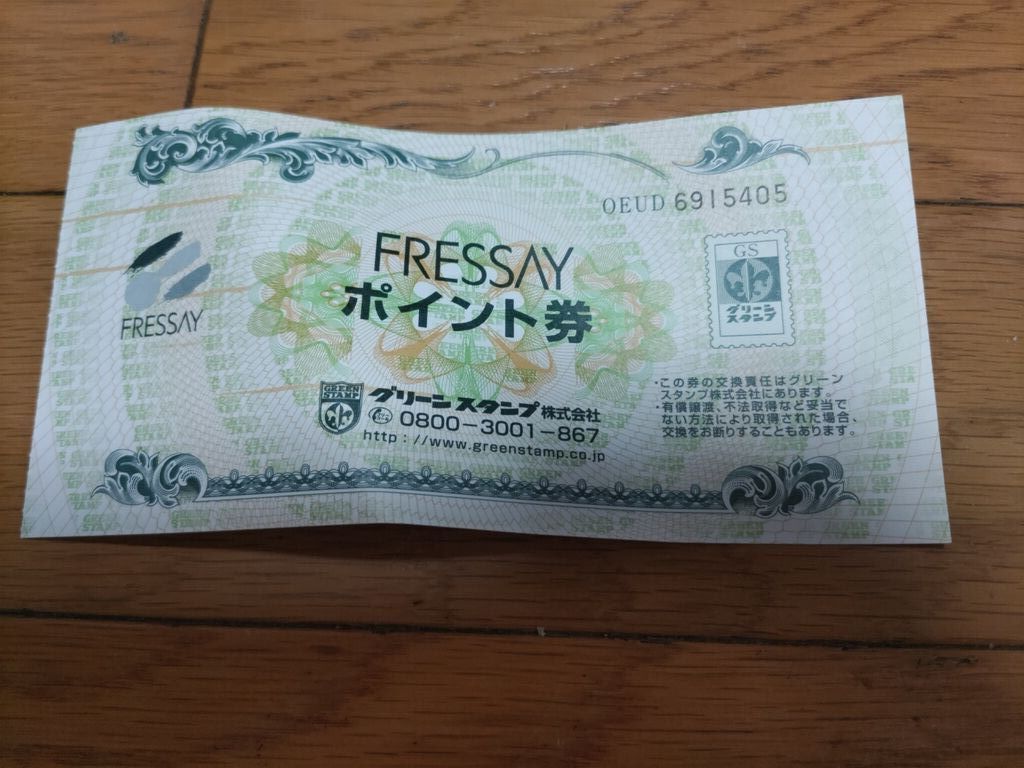 OEUD 6915405
FRESSAY
ポイント券
FRESSAY
GS
グリーン
スタンプ
GREEN
STAMP
グリーンスタンプ株式会社
0800-3001-867
http://www.greenstamp.co.jp
・この券の交換責任はグリーン
スタンプ株式会社にあります。
・有償譲渡、不法取得など妥当で
ない方法により取得された場合、
交換をお断りすることもあります。